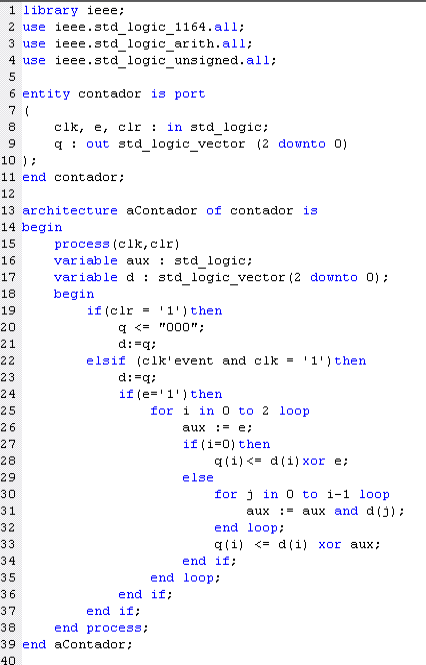 1 library ieee;
2 use ieee.std_logic_1164.all;
3 use ieee.std_logic_arith.all;
4 use ieee.std_logic_unsigned.all;
5
6 entity contador is port
7 (
8     clk, e, clr : in std_logic;
9     q : out std_logic_vector (2 downto 0)
10 );
11 end contador;
12
13 architecture aContador of contador is
14 begin
15     process(clk,clr)
16     variable aux : std_logic;
17     variable d : std_logic_vector(2 downto 0);
18     begin
19         if(clr = '1')then
20             q <= "000";
21             d:=q;
22         elsif (clk'event and clk = '1')then
23             d:=q;
24             if(e='1')then
25                 for i in 0 to 2 loop
26                     aux := e;
27                     if(i=0)then
28                         q(i)<= d(i)xor e;
29                     else
30                         for j in 0 to i-1 loop
31                             aux := aux and d(j);
32                         end loop;
33                         q(i) <= d(i) xor aux;
34                     end if;
35                 end loop;
36             end if;
37         end if;
38     end process;
39 end aContador;
40